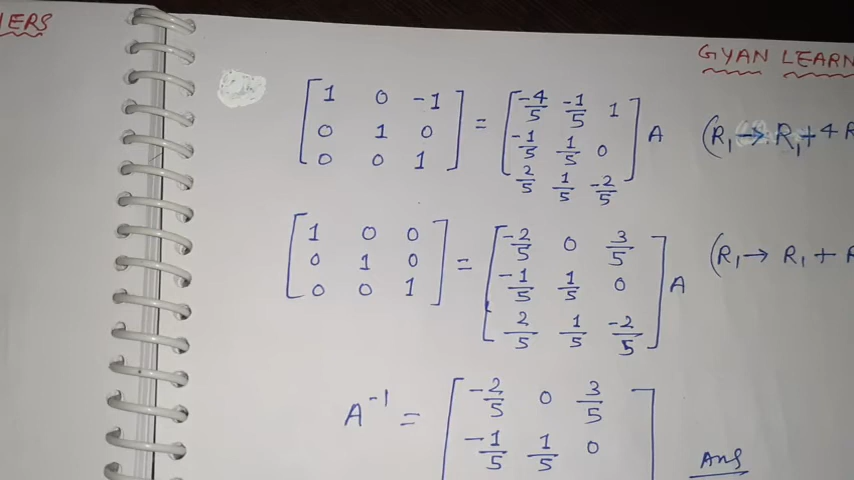 GYAN LEARN
[1 0 -1] = [-4/5 -1/5 1] A (R₁ → R₁ + 4R
[0 1 0] [-1/5 1/5 0]
[0 0 1] [2/5 1/5 -2/5]
[1 0 0] = [-2/5 0 3/5] A (R₁ → R₁ + R
[0 1 0] [-1/5 1/5 0]
[0 0 1] [2/5 1/5 -2/5]
A⁻¹ = [-2/5 0 3/5]
[-1/5 1/5 0] Ans